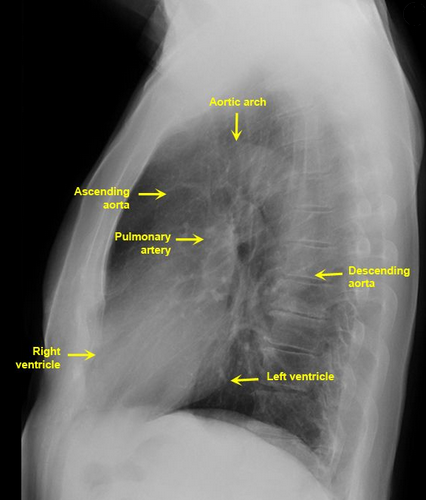 Aortic arch
Ascending
aorta
Pulmonary
artery
Descending
aorta
Right
ventricle
Left ventricle